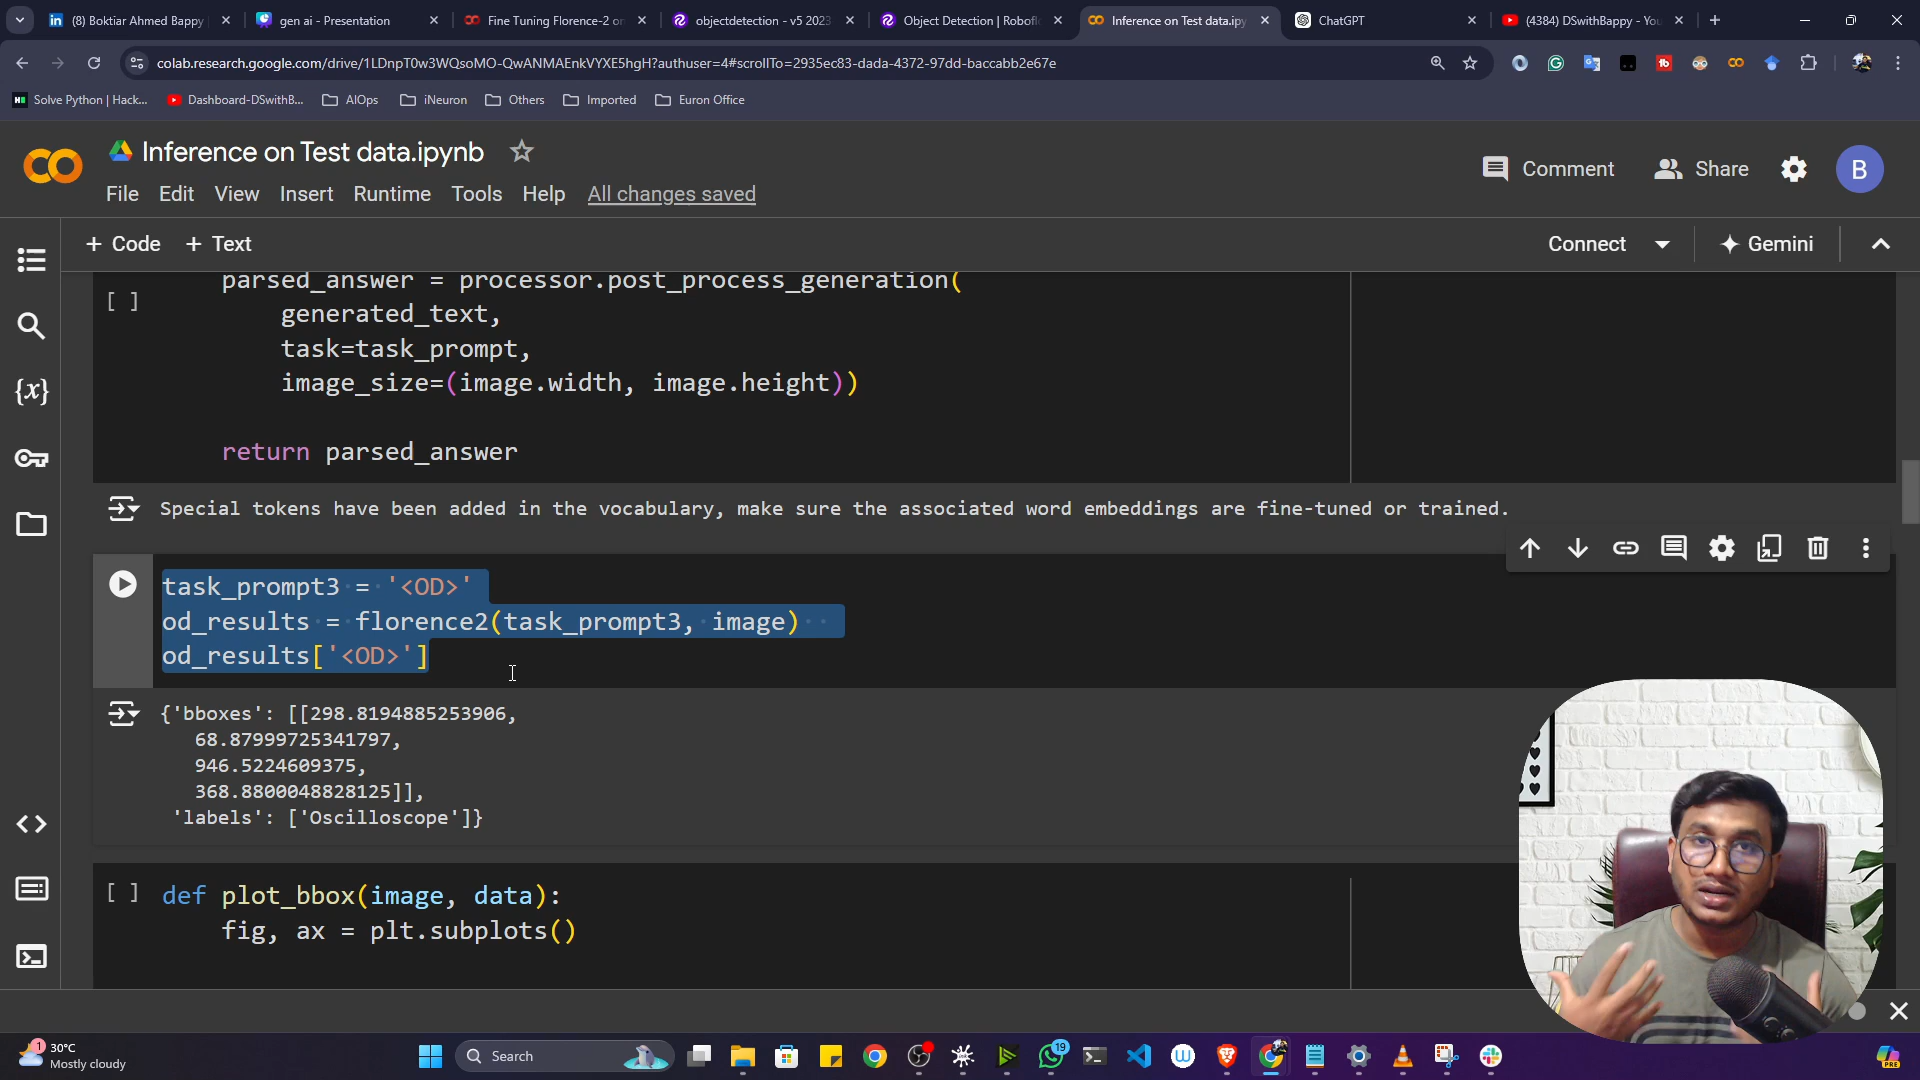 (8) Boktiar Ahmed Bappy
gen ai - Presentation
Fine Tuning Florence-2 on
objectdetection - v5 2023
Object Detection | Robofl
Inference on Test data.ipy
ChatGPT
(4384) DSwithBappy - You
colab.research.google.com/drive/1LDnpT0w3WQsoMO-QwANMAEnkVYXE5hgH?authuser=4#scrollTo=2935ec83-dada-4372-97dd-baccabb2e67e
Solve Python | Hack...
Dashboard-DSwithB...
AIOps
iNeuron
Others
Imported
Euron Office
Inference on Test data.ipynb
Comment
Share
B
File Edit View Insert Runtime Tools Help All changes saved
+ Code + Text
Connect
Gemini
parsed_answer = processor.post_process_generation(
[ ]
generated_text,
task=task_prompt,
image_size=(image.width, image.height))
return parsed_answer
Special tokens have been added in the vocabulary, make sure the associated word embeddings are fine-tuned or trained.
task_prompt3 = '<OD>'
od_results = florence2(task_prompt3, image)
od_results['<OD>']
{'bboxes': [[298.8194885253906,
68.87999725341797,
946.5224609375,
368.8800048828125]],
'labels': ['Oscilloscope']}
[ ] def plot_bbox(image, data):
fig, ax = plt.subplots()
1
30°C
Mostly cloudy
Search
19
PRE